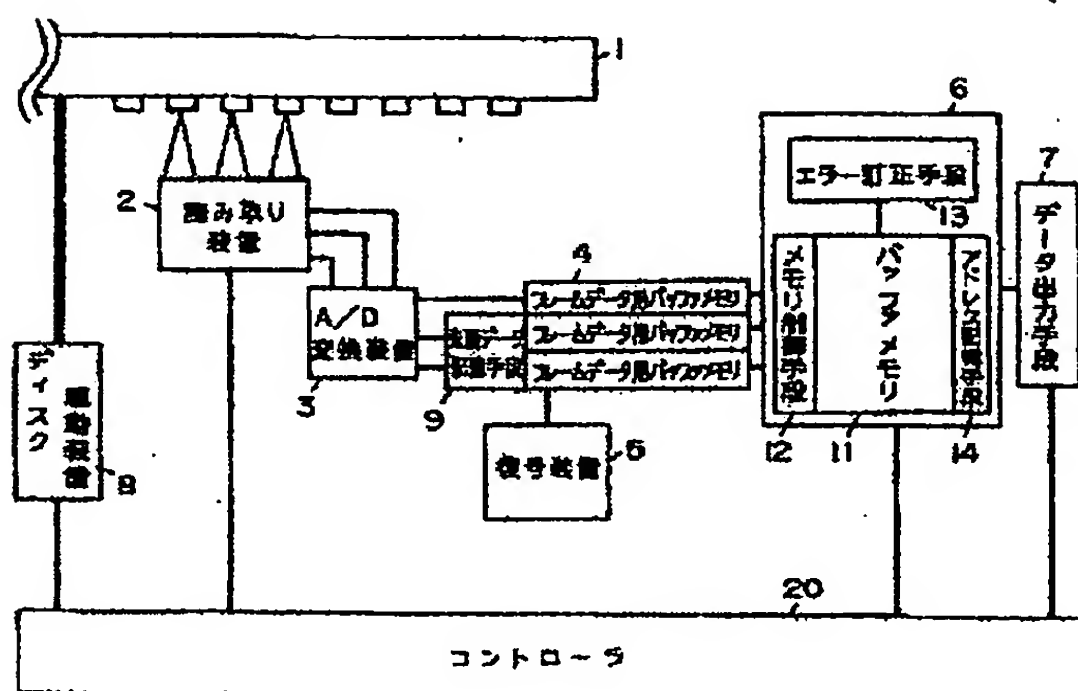 1
6
2
読み取り
装置
エラー訂正手段
13
7
データ出力手段
4
フレームデータ用バッファメモリ
フレームデータ用バッファメモリ
フレームデータ用バッファメモリ
A/D
変換装置
3
手段
9
メモリ制御手段
バッファメモリ
12
11
14
ディスク
駆動装置
8
復号装置
5
20
コントローラ